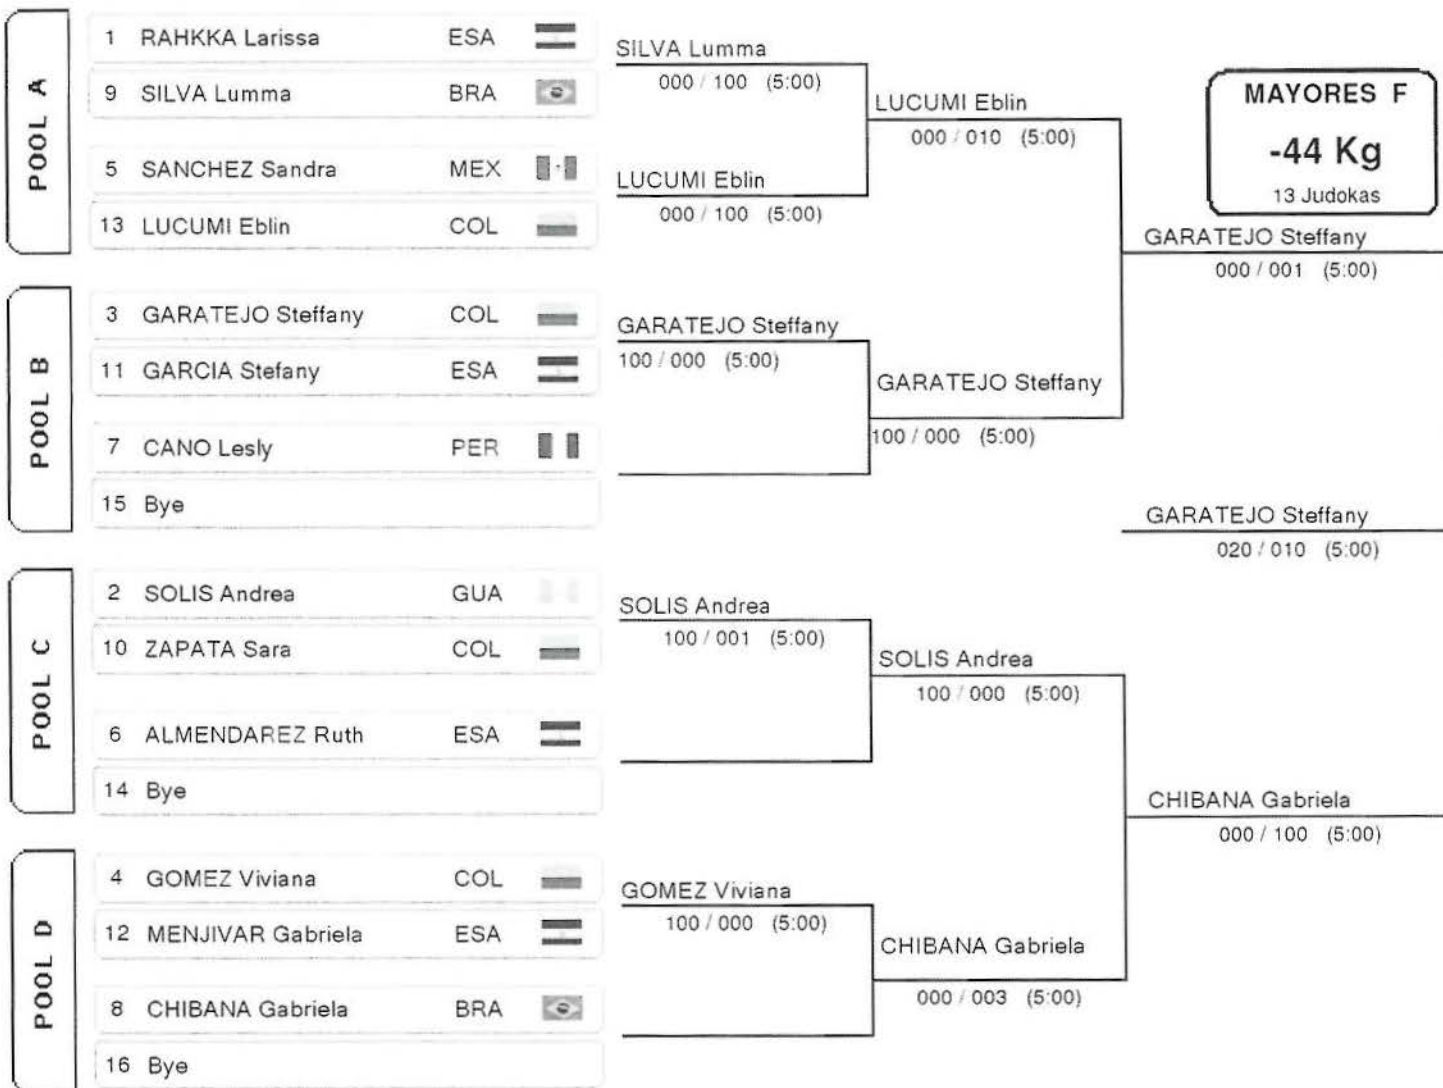 POOL A
1 RAHKKA Larissa ESA
9 SILVA Lumma BRA
5 SANCHEZ Sandra MEX
13 LUCUMI Eblin COL
POOL B
3 GARATEJO Steffany COL
11 GARCIA Stefany ESA
7 CANO Lesly PER
15 Bye
POOL C
2 SOLIS Andrea GUA
10 ZAPATA Sara COL
6 ALMENDAREZ Ruth ESA
14 Bye
POOL D
4 GOMEZ Viviana COL
12 MENJIVAR Gabriela ESA
8 CHIBANA Gabriela BRA
16 Bye
SILVA Lumma
000 / 100 (5:00)
LUCUMI Eblin
000 / 100 (5:00)
GARATEJO Steffany
100 / 000 (5:00)
SOLIS Andrea
100 / 001 (5:00)
GOMEZ Viviana
100 / 000 (5:00)
LUCUMI Eblin
000 / 010 (5:00)
GARATEJO Steffany
100 / 000 (5:00)
SOLIS Andrea
100 / 000 (5:00)
CHIBANA Gabriela
000 / 003 (5:00)
MAYORES F
-44 Kg
13 Judokas
GARATEJO Steffany
000 / 001 (5:00)
GARATEJO Steffany
020 / 010 (5:00)
CHIBANA Gabriela
000 / 100 (5:00)